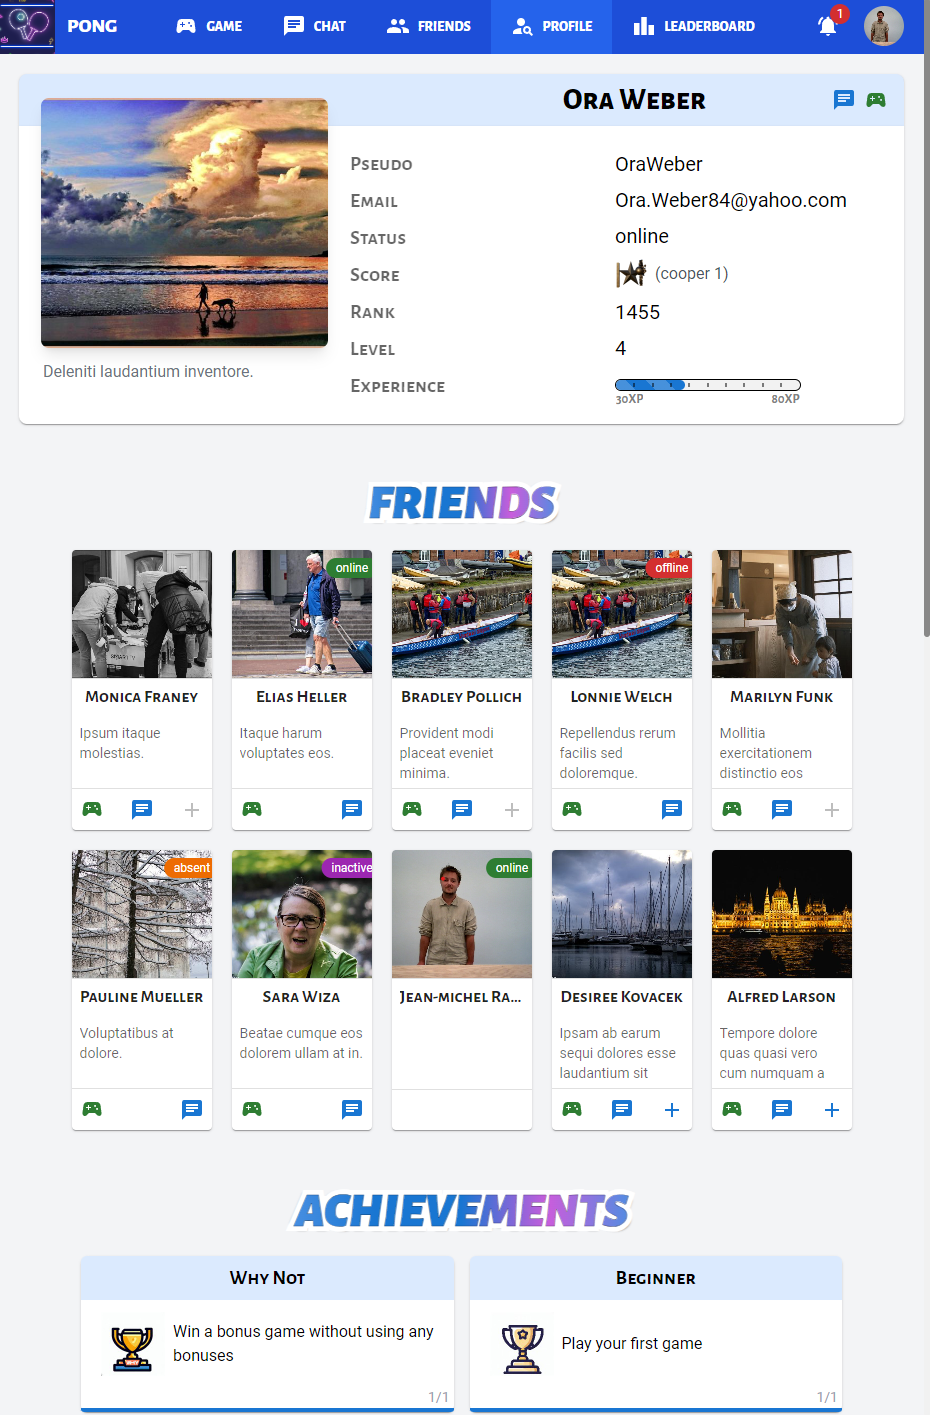 PONG
GAME
CHAT
FRIENDS
PROFILE
LEADERBOARD
1
Ora Weber
Pseudo
OraWeber
Email
Ora.Weber84@yahoo.com
Status
online
Score
(cooper 1)
Rank
1455
Level
4
Experience
30XP
80XP
Deleniti laudantium inventore.
FRIENDS
Monica Franey
Ipsum itaque
molestias.
online
Elias Heller
Itaque harum
voluptates eos.
Bradley Pollich
Provident modi
placeat eveniet
minima.
offline
Lonnie Welch
Repellendus rerum
facilis sed
doloremque.
Marilyn Funk
Mollitia
exercitationem
distinctio eos
absent
Pauline Mueller
Voluptatibus at
dolore.
inactive
Sara Wiza
Beatae cumque eos
dolorem ullam at in.
online
Jean-michel Ra...
Desiree Kovacek
Ipsam ab earum
sequi dolores esse
laudantium sit
Alfred Larson
Tempore dolore
quas quasi vero
cum numquam a
ACHIEVEMENTS
Why Not
WHY
Win a bonus game without using any
bonuses
1/1
Beginner
Play your first game
1/1